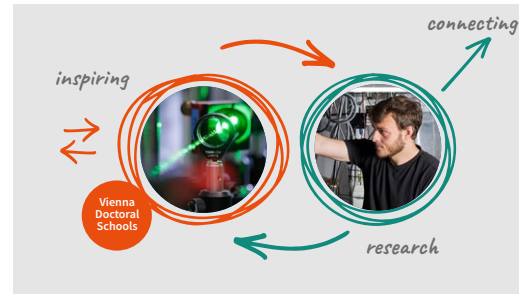 connecting
inspiring
Vienna
Doctoral
Schools
research